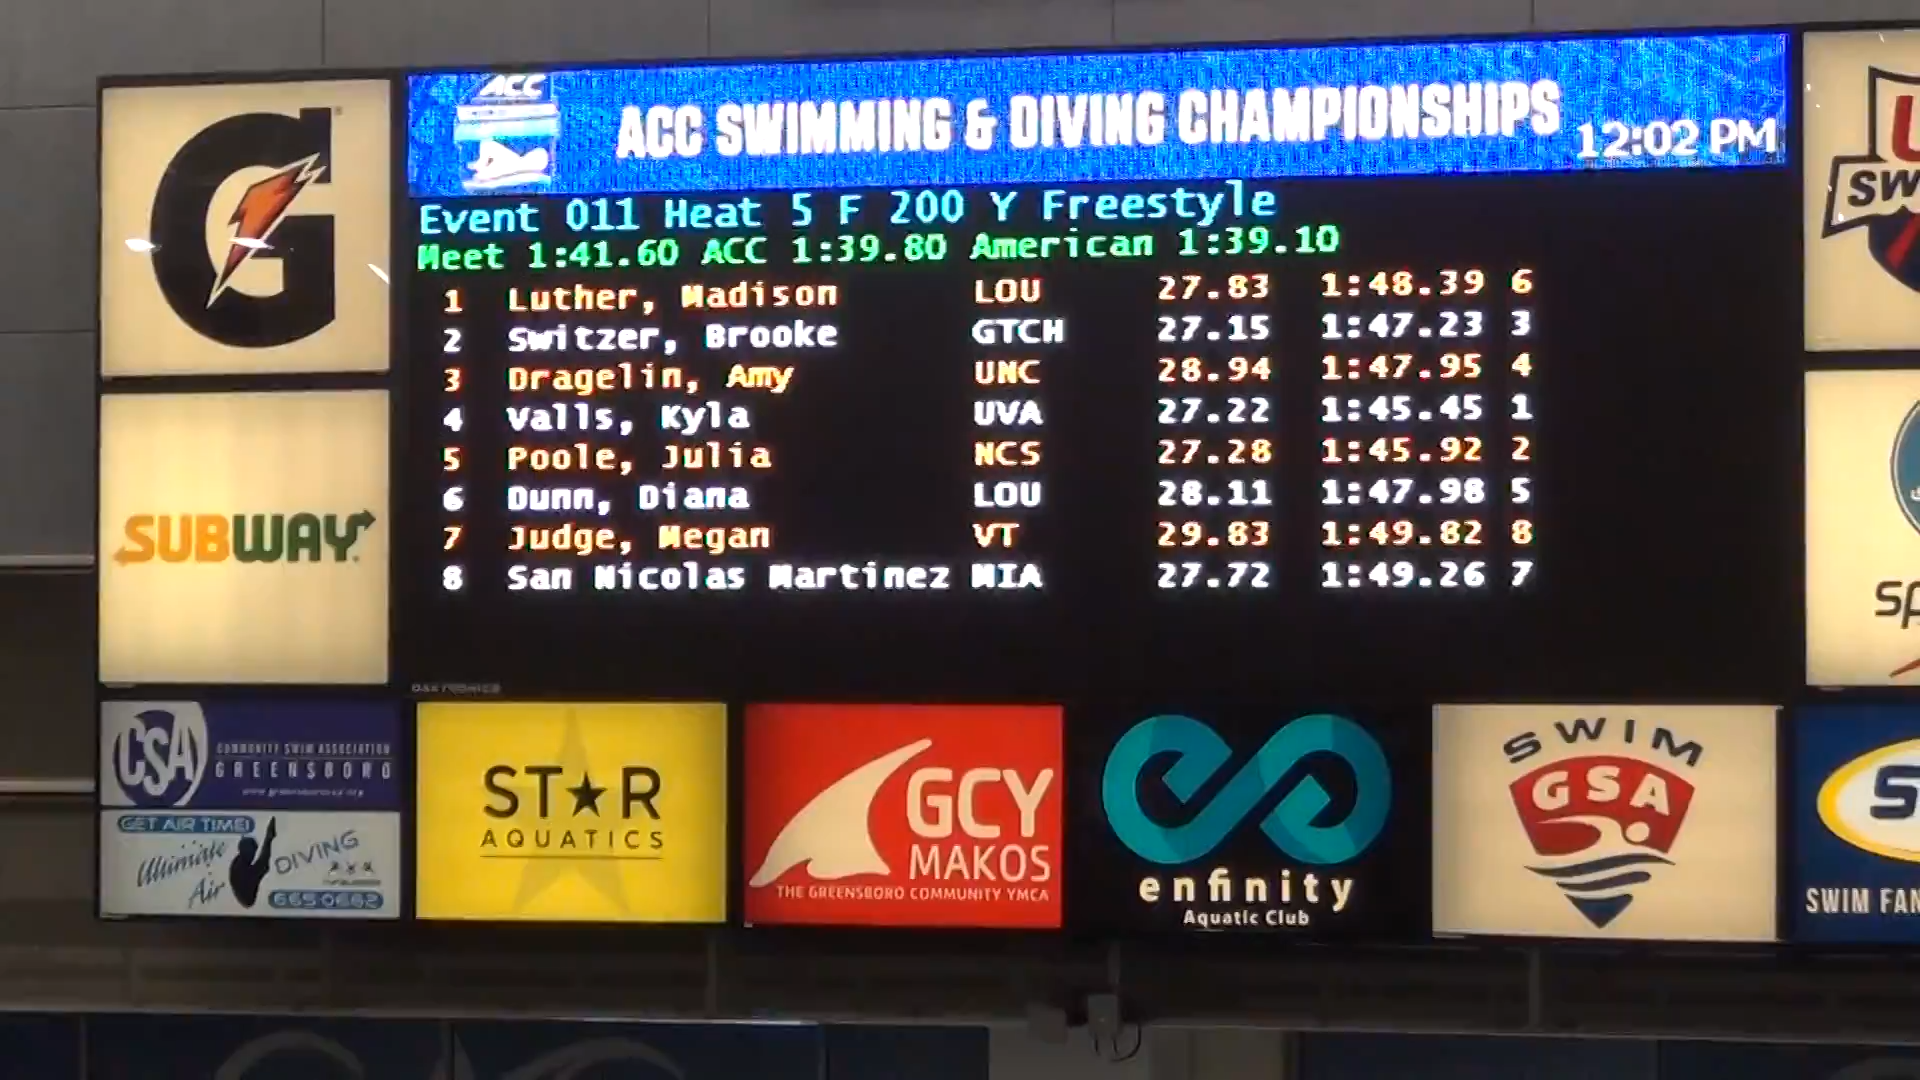 ACC
ACC SWIMMING & DIVING CHAMPIONSHIPS
12:02 PM
Event 011 Heat 5 F 200 Y Freestyle
Meet 1:41.60 ACC 1:39.80 American 1:39.10
1 Luther, Madison LOU 27.83 1:48.39 6
2 Switzer, Brooke GTCH 27.15 1:47.23 3
3 Dragelin, Amy UNC 28.94 1:47.95 4
4 Valls, Kyla UVA 27.22 1:45.45 1
5 Poole, Julia NCS 27.28 1:45.92 2
6 Dunn, Diana LOU 28.11 1:47.98 5
7 Judge, Megan VT 29.83 1:49.82 8
8 San Nicolas Martinez MIA 27.72 1:49.26 7
G
SUBWAY
DAKTRONICS
CSA
COMMUNITY SWIM ASSOCIATION
GREENSBORO
GET AIR TIME!
Ultimate
Air
DIVING
665-0662
STAR
AQUATICS
GCY
MAKOS
THE GREENSBORO COMMUNITY YMCA
enfinity
Aquatic Club
SWIM
GSA
U
SW
SP
S
SWIM FAN